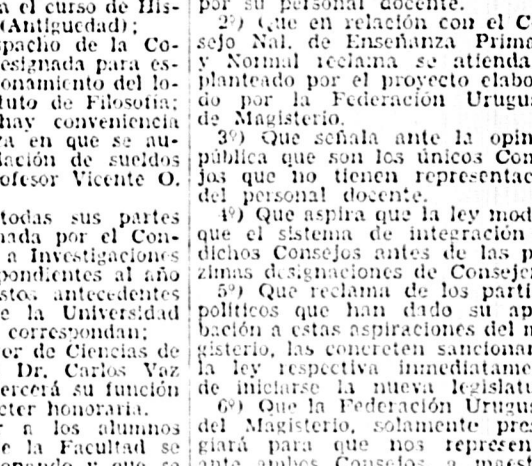 a el curso de His-
(Antigüedad);
spacho de la Co-
esignada para es-
onamiento del lo-
tuto de Filosofía;
hay conveniencia
ra en que se au-
lación de sueldos
ofesor Vicente O.
todas sus partes
nada por el Con-
a Investigaciones
pondientes al año
stos antecedentes
e la Universidad
correspondan;
or de Ciencias de
Dr. Carlos Vaz
ercerá su función
cter honoraria.
r a los alumnos
e la Facultad se
por su personal docente.
2º) Que en relación con el C
sejo Nal. de Enseñanza Prima
y Normal reclama se atienda
planteado por el proyecto elabo
do por la Federación Urugu
de Magisterio.
3º) Que señala ante la opin
pública que son los únicos Con
jos que no tienen representac
del personal docente.
4º) Que aspira que la ley mod
que el sistema de integración
dichos Consejos antes de las p
ximas designaciones de Consej
5º) Que reclama de los parti
políticos que han dado su ap
bación a estas aspiraciones del m
gisterio, las concreten sancionan
la ley respectiva inmediatame
de iniciarse la nueva legislatu
6º) Que la Federación Urugu
del Magisterio, solamente pres
giará para que nos represen
ante ambos Consejos a